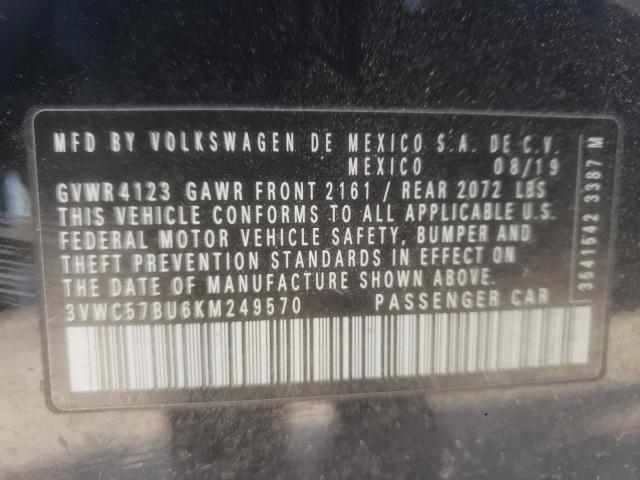 MFD BY VOLKSWAGEN DE MEXICO S.A. DE C.V.
MEXICO 08/19
GVWR4123 GAWR FRONT 2161 / REAR 2072 LBS
THIS VEHICLE CONFORMS TO ALL APPLICABLE U.S.
FEDERAL MOTOR VEHICLE SAFETY, BUMPER AND
THEFT PREVENTION STANDARDS IN EFFECT ON
THE DATE OF MANUFACTURE SHOWN ABOVE.
3VWC57BU6KM249570 PASSENGER CAR
3541542 3387 M